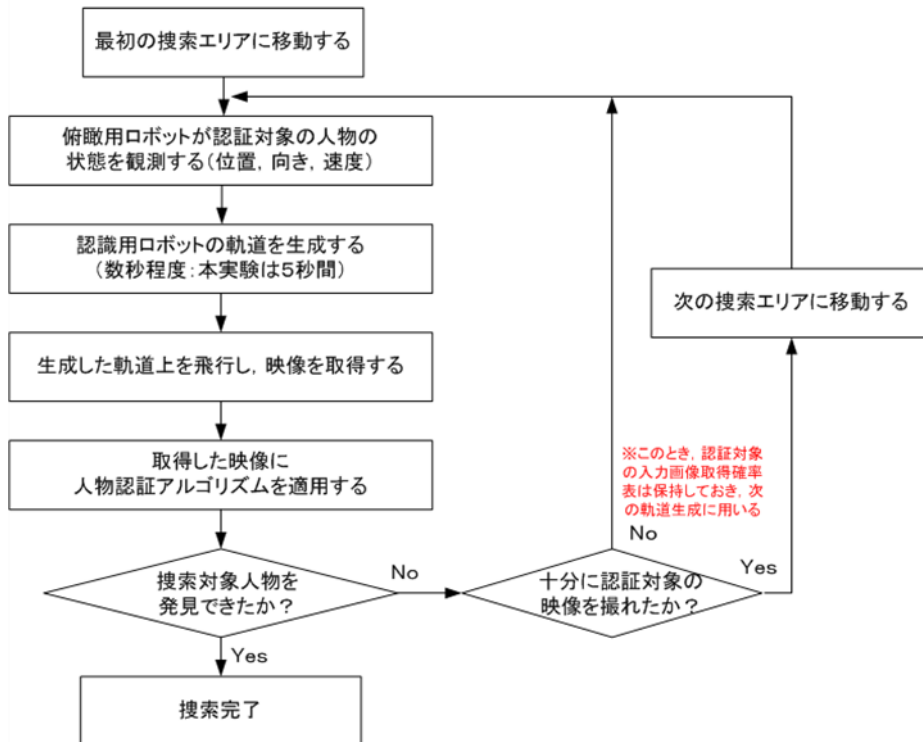 最初の捜索エリアに移動する
俯瞰用ロボットが認証対象の人物の
状態を観測する(位置, 向き, 速度)
認識用ロボットの軌道を生成する
(数秒程度:本実験は5秒間)
次の捜索エリアに移動する
生成した軌道上を飛行し, 映像を取得する
取得した映像に
人物認証アルゴリズムを適用する
※このとき, 認証対象
の入力画像取得確率
表は保持しておき, 次
の軌道生成に用いる
No
Yes
捜索対象人物を
発見できたか?
No
十分に認証対象の
映像を撮れたか?
Yes
捜索完了